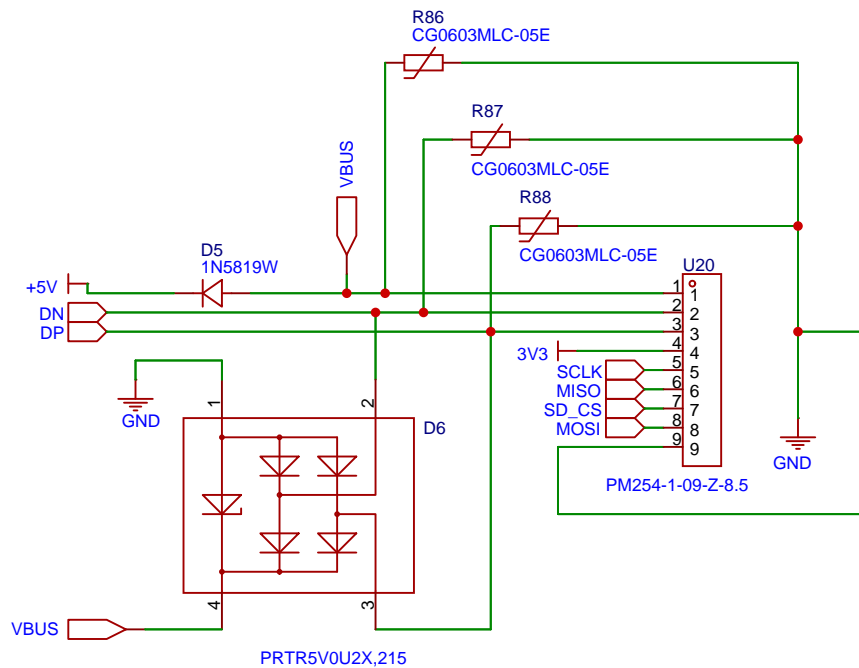 R86
CG0603MLC-05E
R87
CG0603MLC-05E
VBUS
R88
CG0603MLC-05E
D5
1N5819W
U20
+5V
DN
DP
1
1
2
2
3
3
3V3
4
4
SCLK
5
5
MISO
6
6
SD_CS
7
7
MOSI
8
8
9
9
GND
1
2
D6
GND
PM254-1-09-Z-8.5
4
3
VBUS
PRTR5V0U2X,215